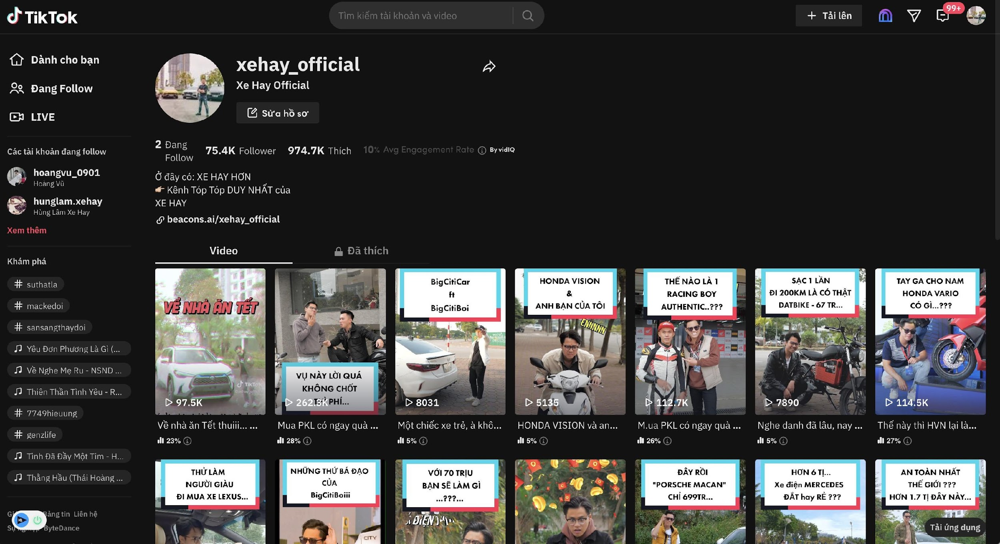 TikTok
Tìm kiếm tài khoản và video
Tải lên
99+
Dành cho bạn
Đang Follow
LIVE
Các tài khoản đang follow
hoangvu_0901
Hoàng Vũ
hunglam.xehay
Hùng Lâm Xe Hay
Xem thêm
Khám phá
# suthatla
# mackedoi
# sansangthaydoi
Yêu Đơn Phương Là Gì (...
Về Nghe Mẹ Ru - NSND ...
Thiên Thần Tình Yêu - R...
# 7749hieuung
# genzlife
Tình Đã Đầy Một Tim - H...
Thằng Hầu (Thái Hoàng ...
Bảng tin Liên hệ
ByteDance
xehay_official
Xe Hay Official
Sửa hồ sơ
2 Đang Follow 75.4K Follower 974.7K Thích 10% Avg Engagement Rate By vidIQ
Ở đây có: XE HAY HƠN
👉🏼 Kênh Tóp Tóp DUY NHẤT của
XE HAY
beacons.ai/xehay_official
Video
Đã thích
VỀ NHÀ ĂN TẾT
TikTok
97.5K
Về nhà ăn Tết thuiii... ...
23%
VỤ NÀY LỜI QUÁ
KHÔNG CHỐT
PHÍ...
262.3K
Mua PKL có ngay quà ...
28%
BigCitiCar
ft
BigCitiBoi
8031
Một chiếc xe trẻ, à khô...
5%
HONDA VISION
&
ANH BẠN CỦA TÔI
ENNNNN
5135
HONDA VISION và an...
5%
THẾ NÀO LÀ 1
RACING BOY
AUTHENTIC..???
112.7K
M.ua PKL có ngay quà ...
26%
SẠC 1 LẦN
ĐI 200KM LÀ CÓ THẬT
DATBIKE - 67 TR...
Weaver
7890
Nghe danh đã lâu, nay ...
5%
TAY GA CHO NAM
HONDA VARIO
CÓ GÌ...???
114.5K
Thế này thì HVN lại là...
27%
THỬ LÀM
NGƯỜI GIÀU
ĐI MUA XE LEXUS...
NHỮNG THỨ BÁ ĐẠO
CỦA
BigCitiBoiii
CITY
VỚI 70 TRỊU
BẠN SẼ LÀM GÌ
...???...
ĐIỆN
ĐÂY RỒI
"PORSCHE MACAN"
CHỈ 699TR...
HƠN 6 TỈ...
Xe điện MERCEDES
ĐẮT hay RẺ ???
AN TOÀN NHẤT
THẾ GIỚI ???
HƠN 1.7 TỈ ĐÂY NÀY...
Tải ứng dụng